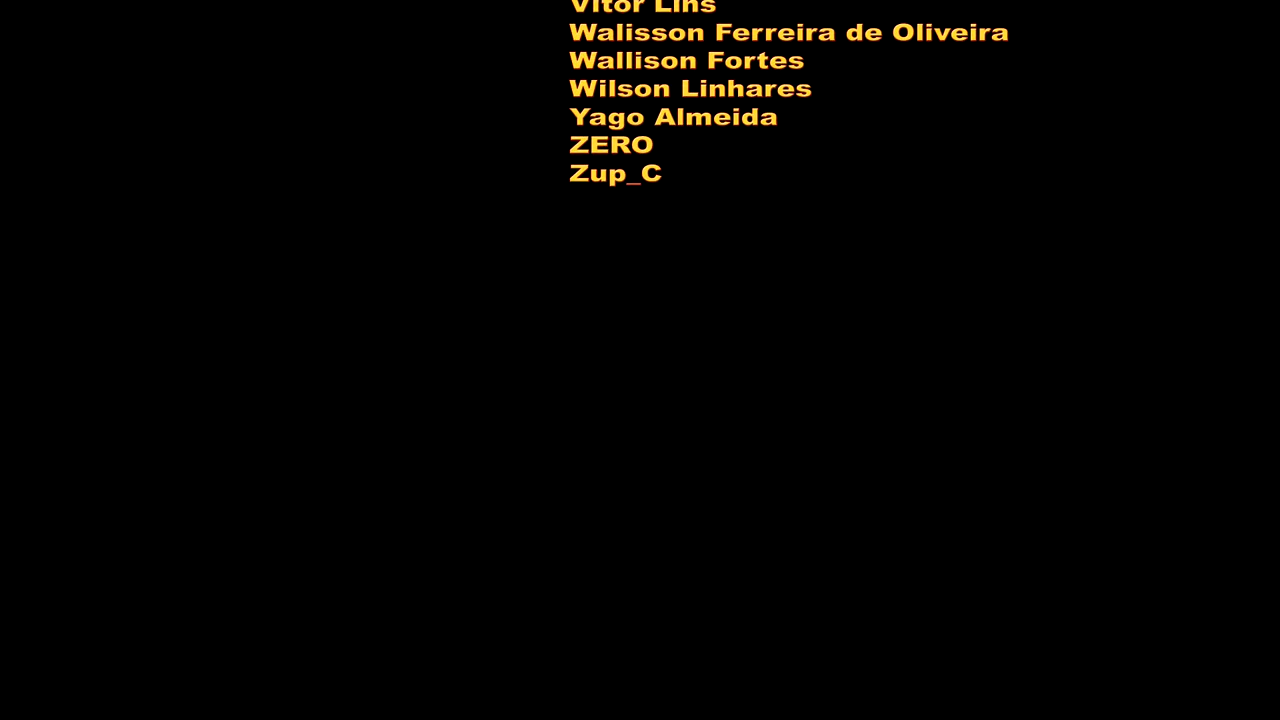 Vitor Lins
Walisson Ferreira de Oliveira
Wallison Fortes
Wilson Linhares
Yago Almeida
ZERO
Zup_C